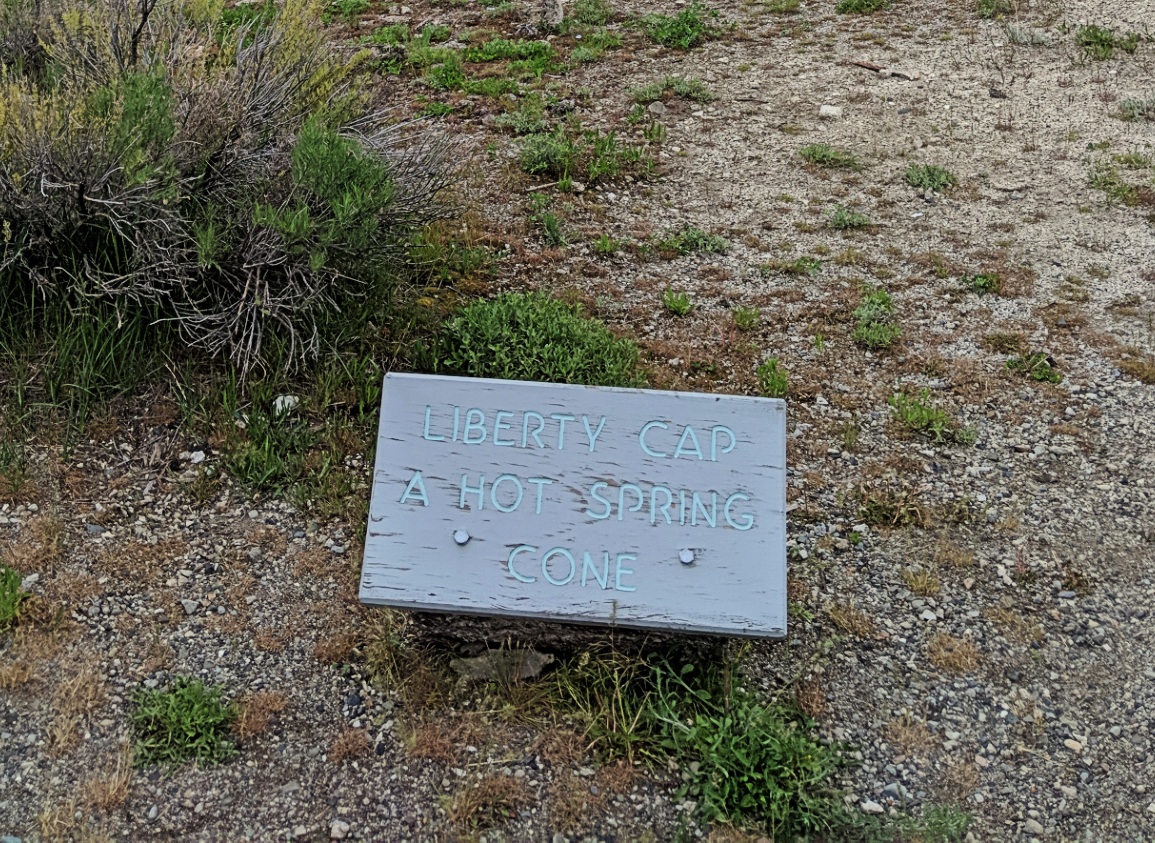 LIBERTY CAP
A HOT SPRING
CONE